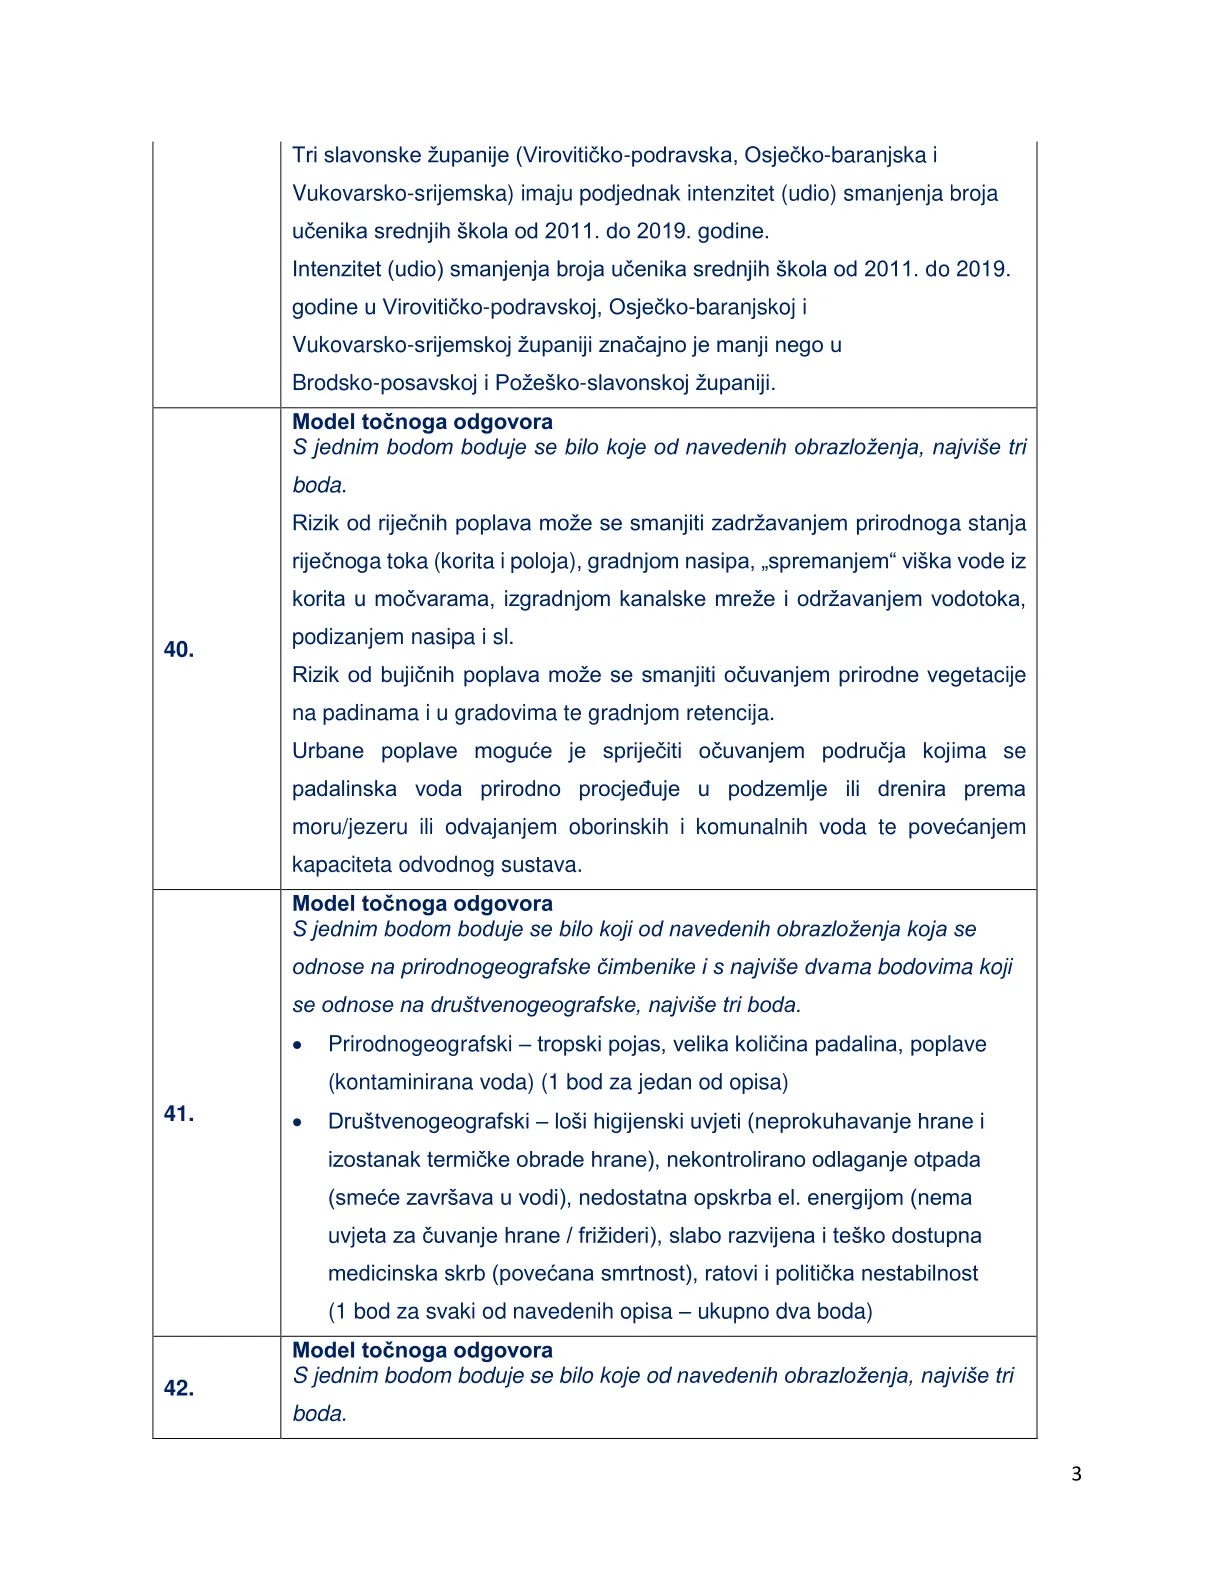 Tri slavonske županije (Virovitičko-podravska, Osječko-baranjska i
Vukovarsko-srijemska) imaju podjednak intenzitet (udio) smanjenja broja
učenika srednjih škola od 2011. do 2019. godine.
Intenzitet (udio) smanjenja broja učenika srednjih škola od 2011. do 2019.
godine u Virovitičko-podravskoj, Osječko-baranjskoj i
Vukovarsko-srijemskoj županiji značajno je manji nego u
Brodsko-posavskoj i Požeško-slavonskoj županiji.
40.
Model točnoga odgovora
S jednim bodom boduje se bilo koje od navedenih obrazloženja, najviše tri
boda.
Rizik od riječnih poplava može se smanjiti zadržavanjem prirodnoga stanja
riječnoga toka (korita i poloja), gradnjom nasipa, „spremanjem“ viška vode iz
korita u močvarama, izgradnjom kanalske mreže i održavanjem vodotoka,
podizanjem nasipa i sl.
Rizik od bujičnih poplava može se smanjiti očuvanjem prirodne vegetacije
na padinama i u gradovima te gradnjom retencija.
Urbane poplave moguće je spriječiti očuvanjem područja kojima se
padalinska voda prirodno procjeđuje u podzemlje ili drenira prema
moru/jezeru ili odvajanjem oborinskih i komunalnih voda te povećanjem
kapaciteta odvodnog sustava.
41.
Model točnoga odgovora
S jednim bodom boduje se bilo koji od navedenih obrazloženja koja se
odnose na prirodnogeografske čimbenike i s najviše dvama bodovima koji
se odnose na društvenogeografske, najviše tri boda.
• Prirodnogeografski – tropski pojas, velika količina padalina, poplave
(kontaminirana voda) (1 bod za jedan od opisa)
• Društvenogeografski – loši higijenski uvjeti (neprokuhavanje hrane i
izostanak termičke obrade hrane), nekontrolirano odlaganje otpada
(smeće završava u vodi), nedostatna opskrba el. energijom (nema
uvjeta za čuvanje hrane / frižideri), slabo razvijena i teško dostupna
medicinska skrb (povećana smrtnost), ratovi i politička nestabilnost
(1 bod za svaki od navedenih opisa – ukupno dva boda)
42.
Model točnoga odgovora
S jednim bodom boduje se bilo koje od navedenih obrazloženja, najviše tri
boda.
3